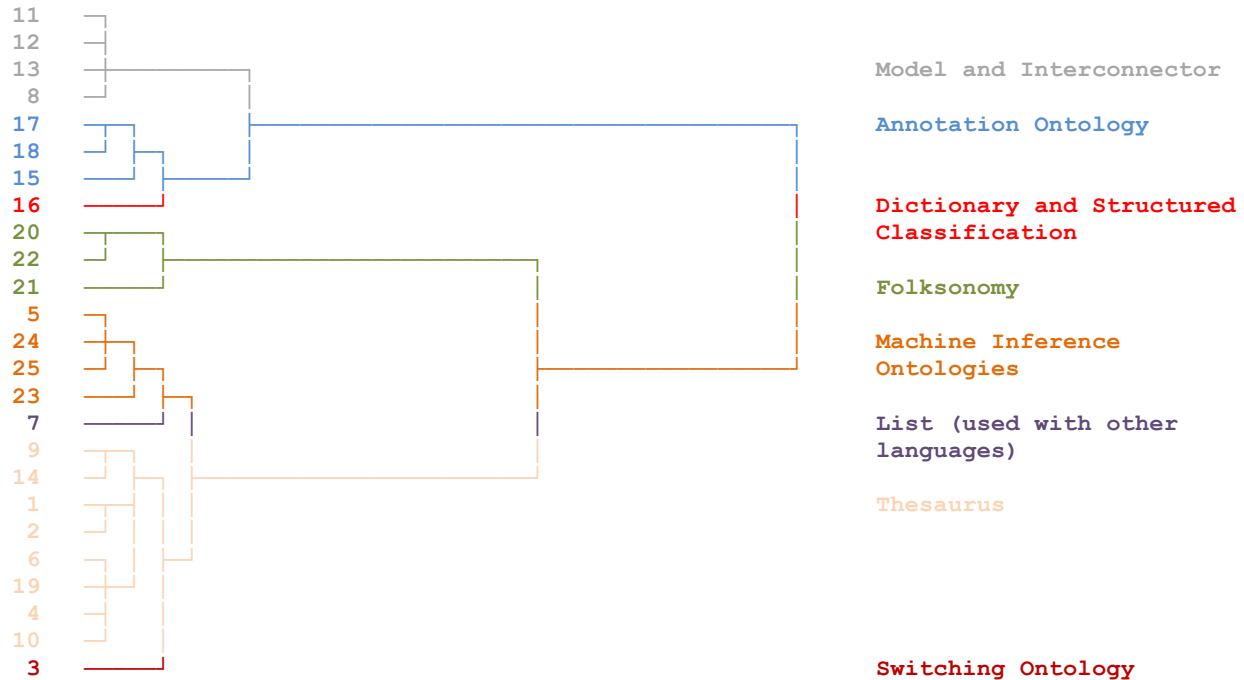 11
12
13 Model and Interconnector
8
17 Annotation Ontology
18
15
16 Dictionary and Structured
20 Classification
22
21 Folksonomy
5
24 Machine Inference
25 Ontologies
23
7 List (used with other
9 languages)
14
1 Thesaurus
2
6
19
4
10
3 Switching Ontology